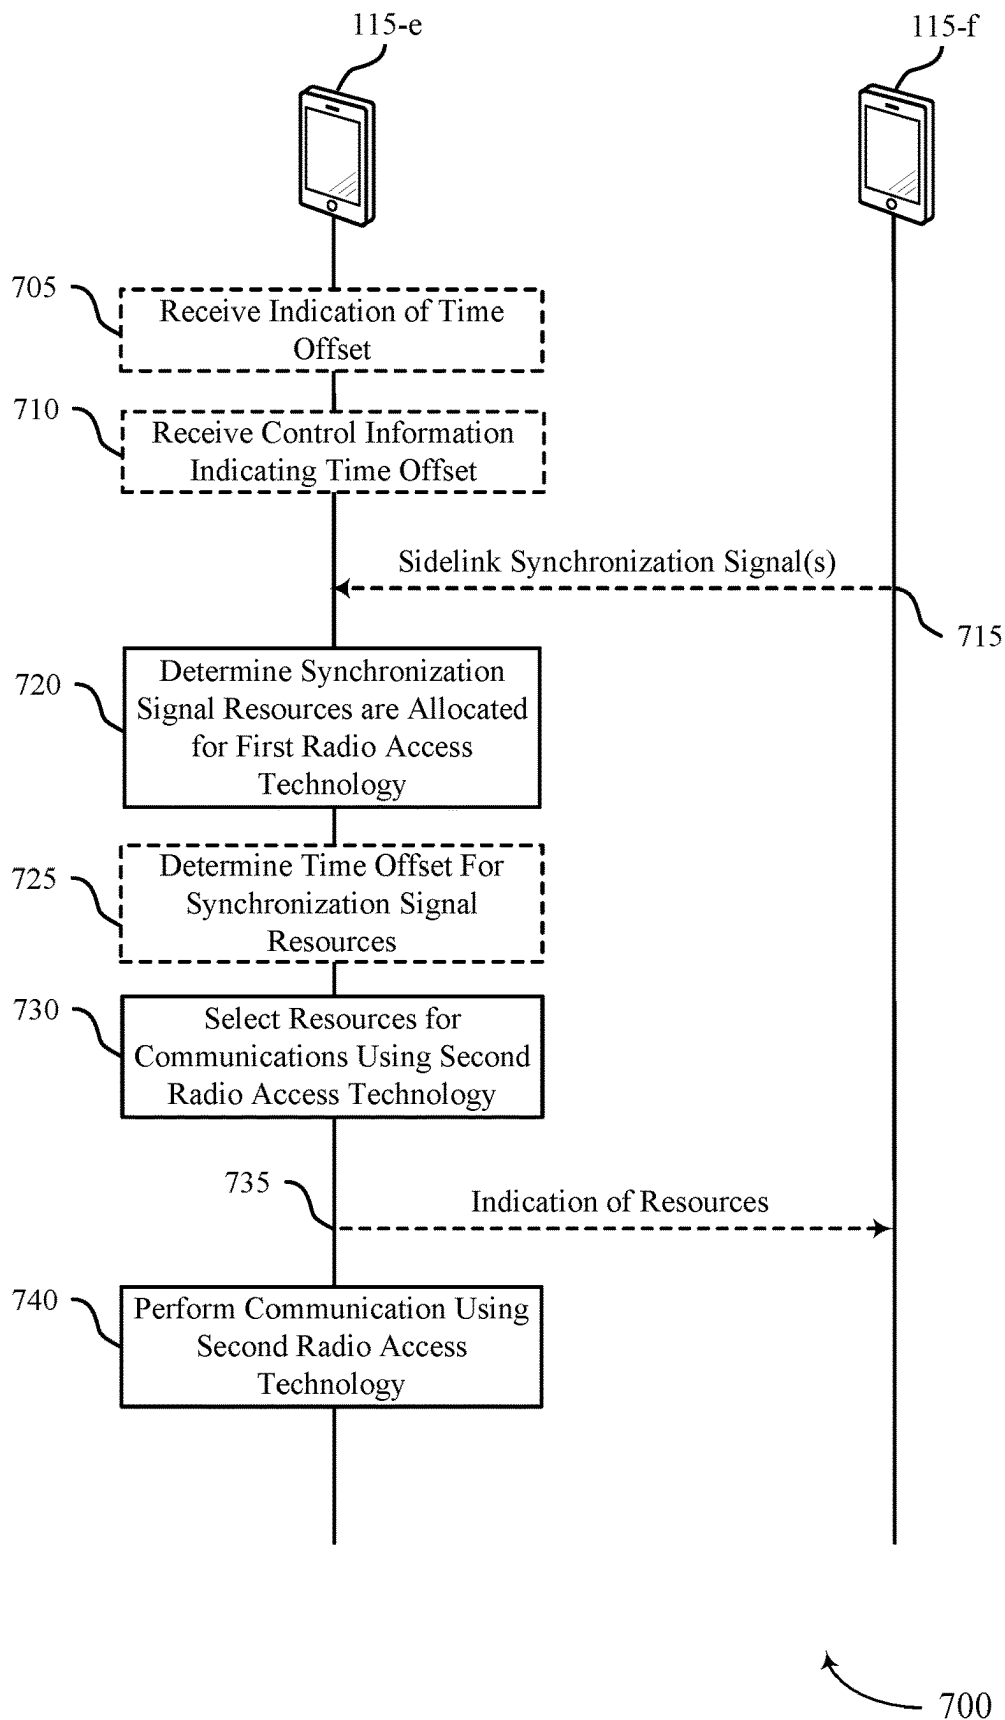 115-e
115-f
705
Receive Indication of Time
Offset
710
Receive Control Information
Indicating Time Offset
Sidelink Synchronization Signal(s)
715
720
Determine Synchronization
Signal Resources are Allocated
for First Radio Access
Technology
725
Determine Time Offset For
Synchronization Signal
Resources
730
Select Resources for
Communications Using Second
Radio Access Technology
735
Indication of Resources
740
Perform Communication Using
Second Radio Access
Technology
700